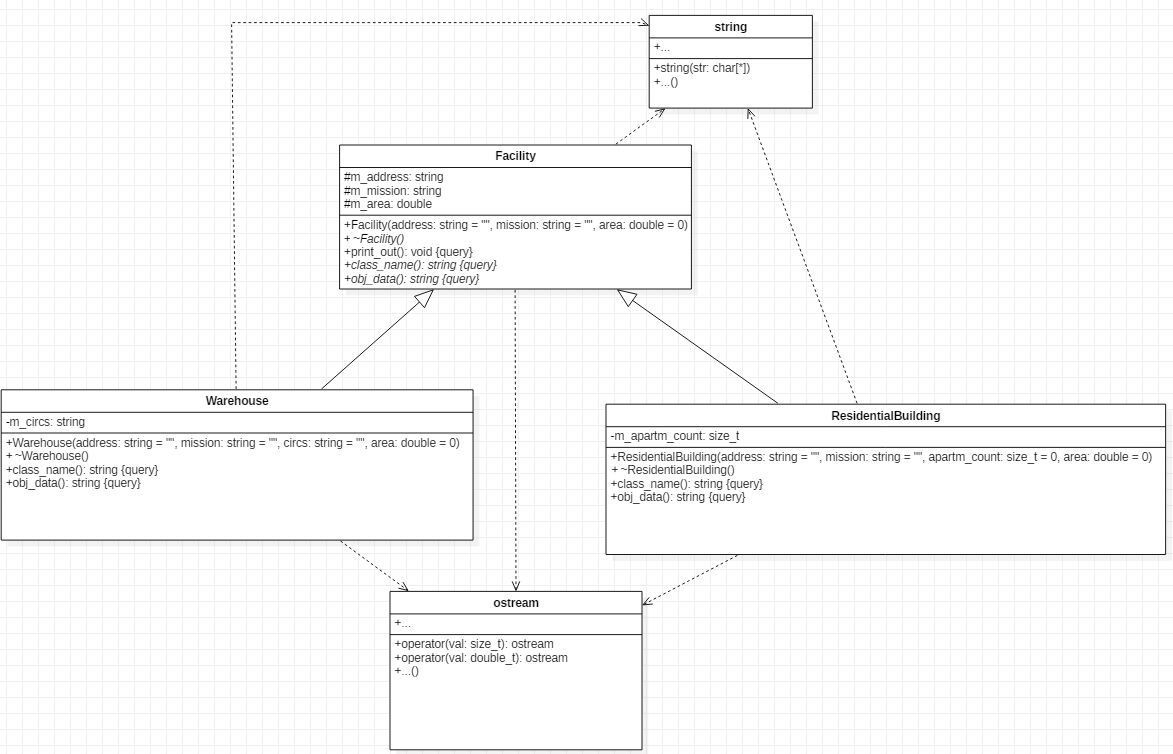 string
+...
+string(str: char[*])
+...()
Facility
#m_address: string
#m_mission: string
#m_area: double
+Facility(address: string = "", mission: string = "", area: double = 0)
+ ~Facility()
+print_out(): void {query}
+class_name(): string {query}
+obj_data(): string {query}
Warehouse
-m_circs: string
+Warehouse(address: string = "", mission: string = "", circs: string = "", area: double = 0)
+ ~Warehouse()
+class_name(): string {query}
+obj_data(): string {query}
ResidentialBuilding
-m_apartm_count: size_t
+ResidentialBuilding(address: string = "", mission: string = "", apartm_count: size_t = 0, area: double = 0)
+ ~ResidentialBuilding()
+class_name(): string {query}
+obj_data(): string {query}
ostream
+...
+operator(val: size_t): ostream
+operator(val: double_t): ostream
+...()